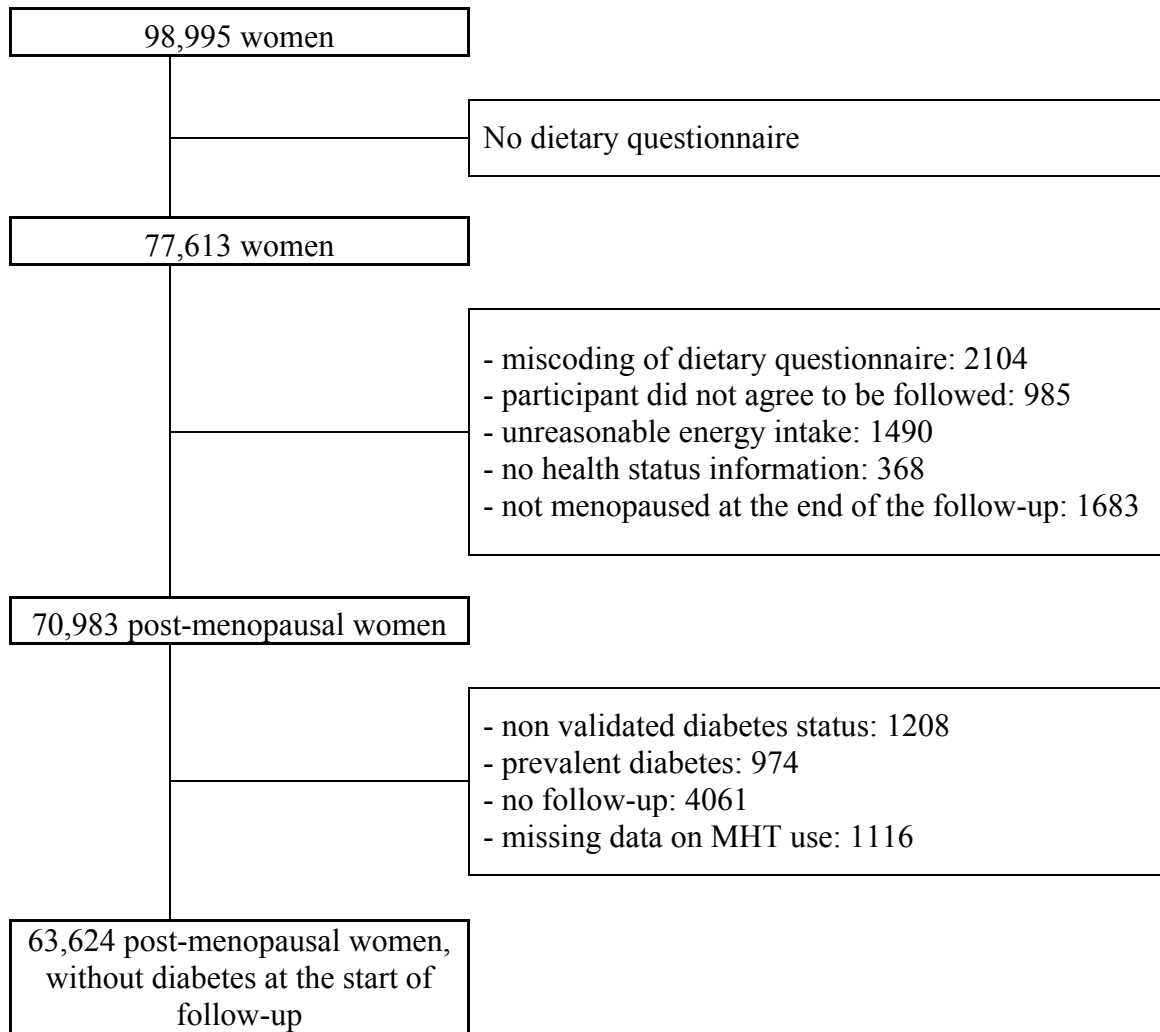 98,995 women
No dietary questionnaire
77,613 women
- miscoding of dietary questionnaire: 2104
- participant did not agree to be followed: 985
- unreasonable energy intake: 1490
- no health status information: 368
- not menopaused at the end of the follow-up: 1683
70,983 post-menopausal women
- non validated diabetes status: 1208
- prevalent diabetes: 974
- no follow-up: 4061
- missing data on MHT use: 1116
63,624 post-menopausal women,
without diabetes at the start of
follow-up